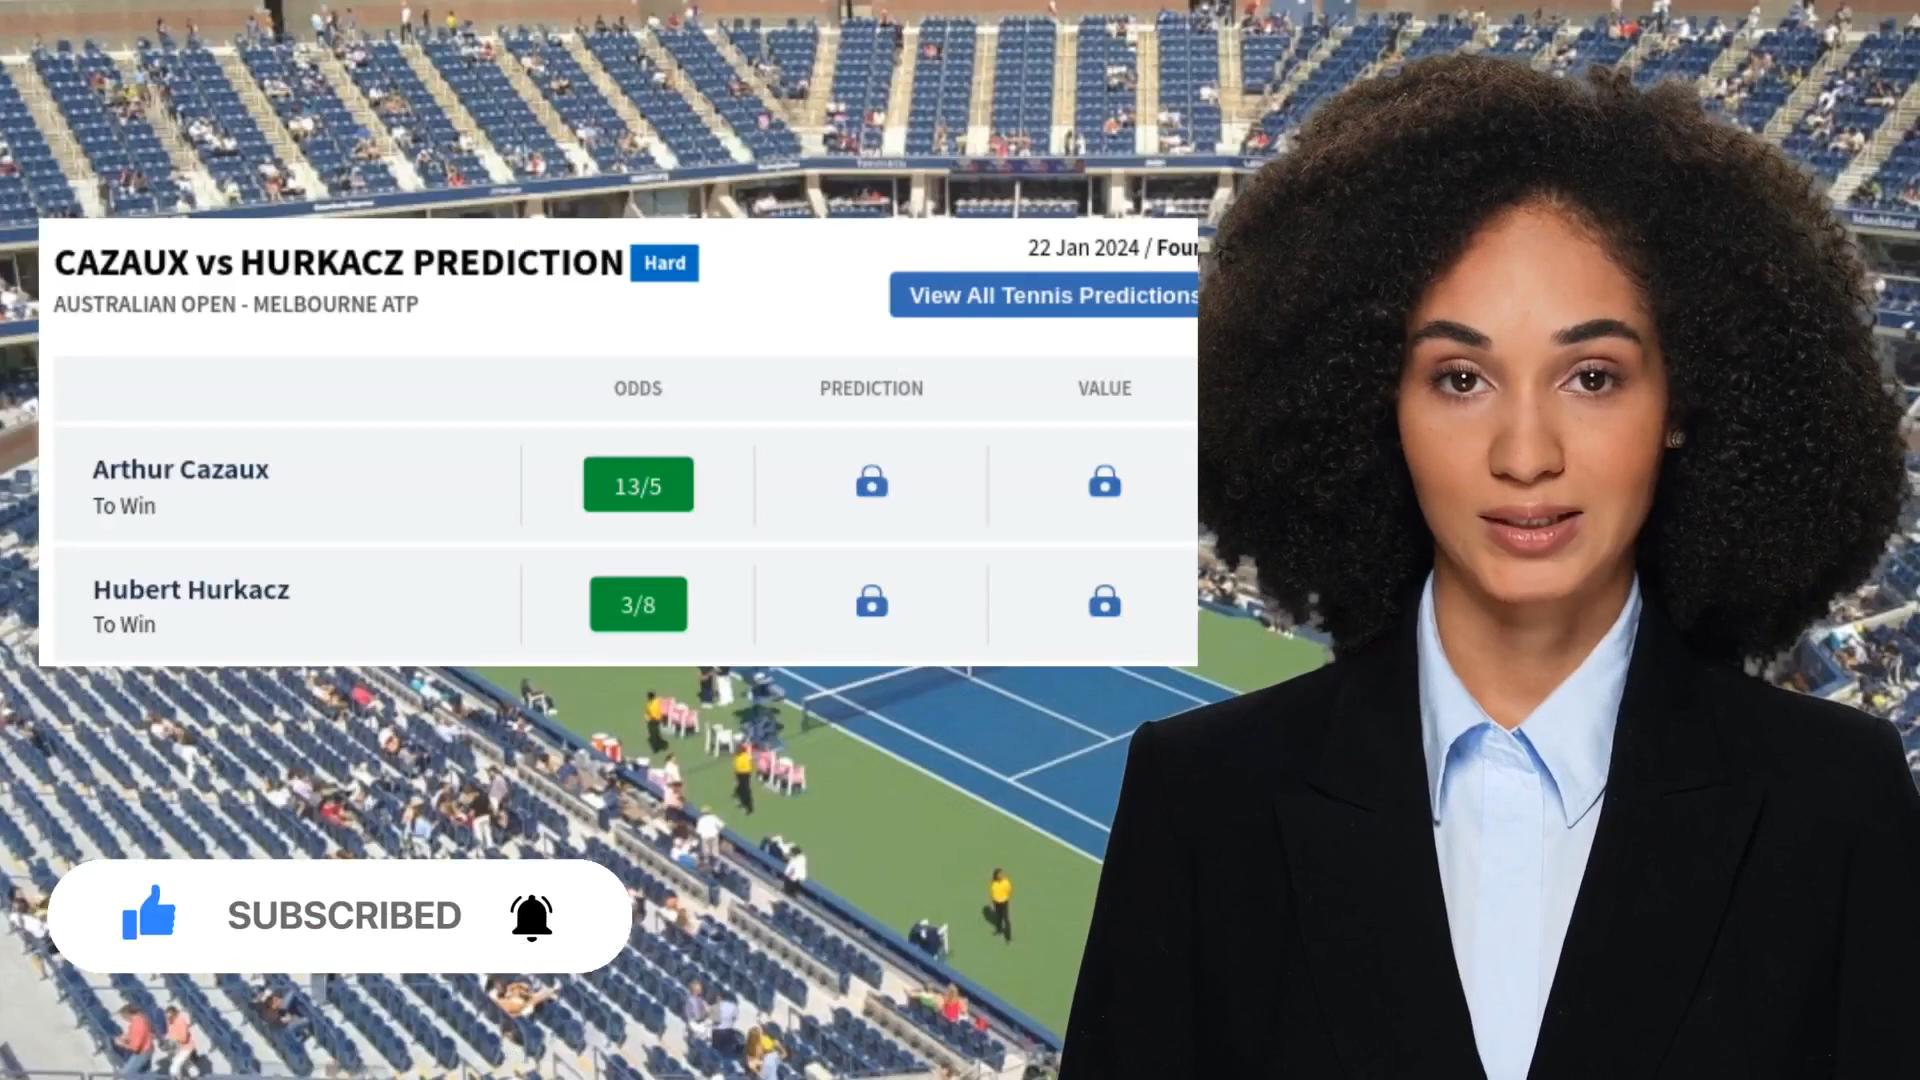 CAZAUX vs HURKACZ PREDICTION Hard
22 Jan 2024 / Four
AUSTRALIAN OPEN - MELBOURNE ATP
View All Tennis Predictions
ODDS PREDICTION VALUE
Arthur Cazaux
To Win
13/5
Hubert Hurkacz
To Win
3/8
SUBSCRIBED